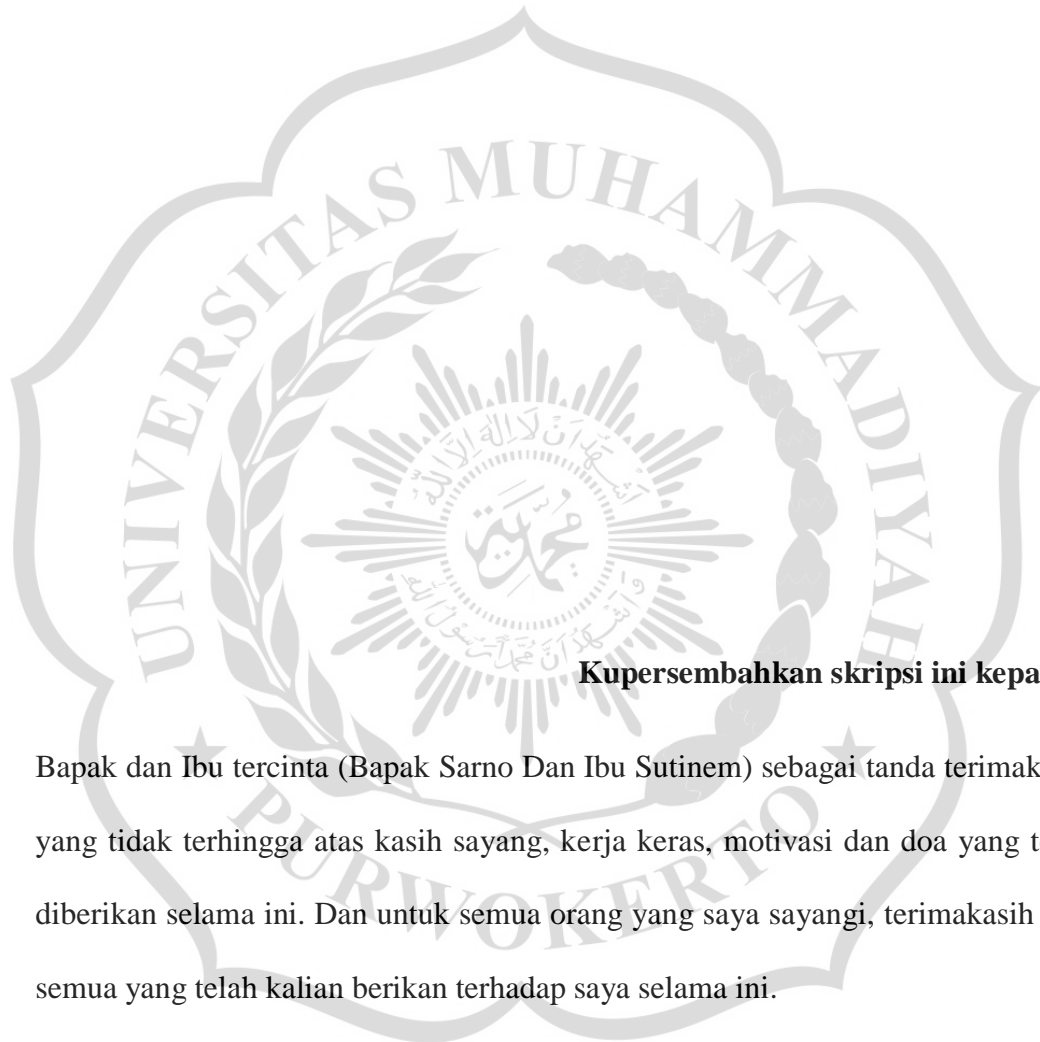 UNIVERSITAS MUHAMMADIYAH
PURWOKERTO
Kupersembahkan skripsi ini kepa
Bapak dan Ibu tercinta (Bapak Sarno Dan Ibu Sutinem) sebagai tanda terimak
yang tidak terhingga atas kasih sayang, kerja keras, motivasi dan doa yang t
diberikan selama ini. Dan untuk semua orang yang saya sayangi, terimakasih
semua yang telah kalian berikan terhadap saya selama ini.